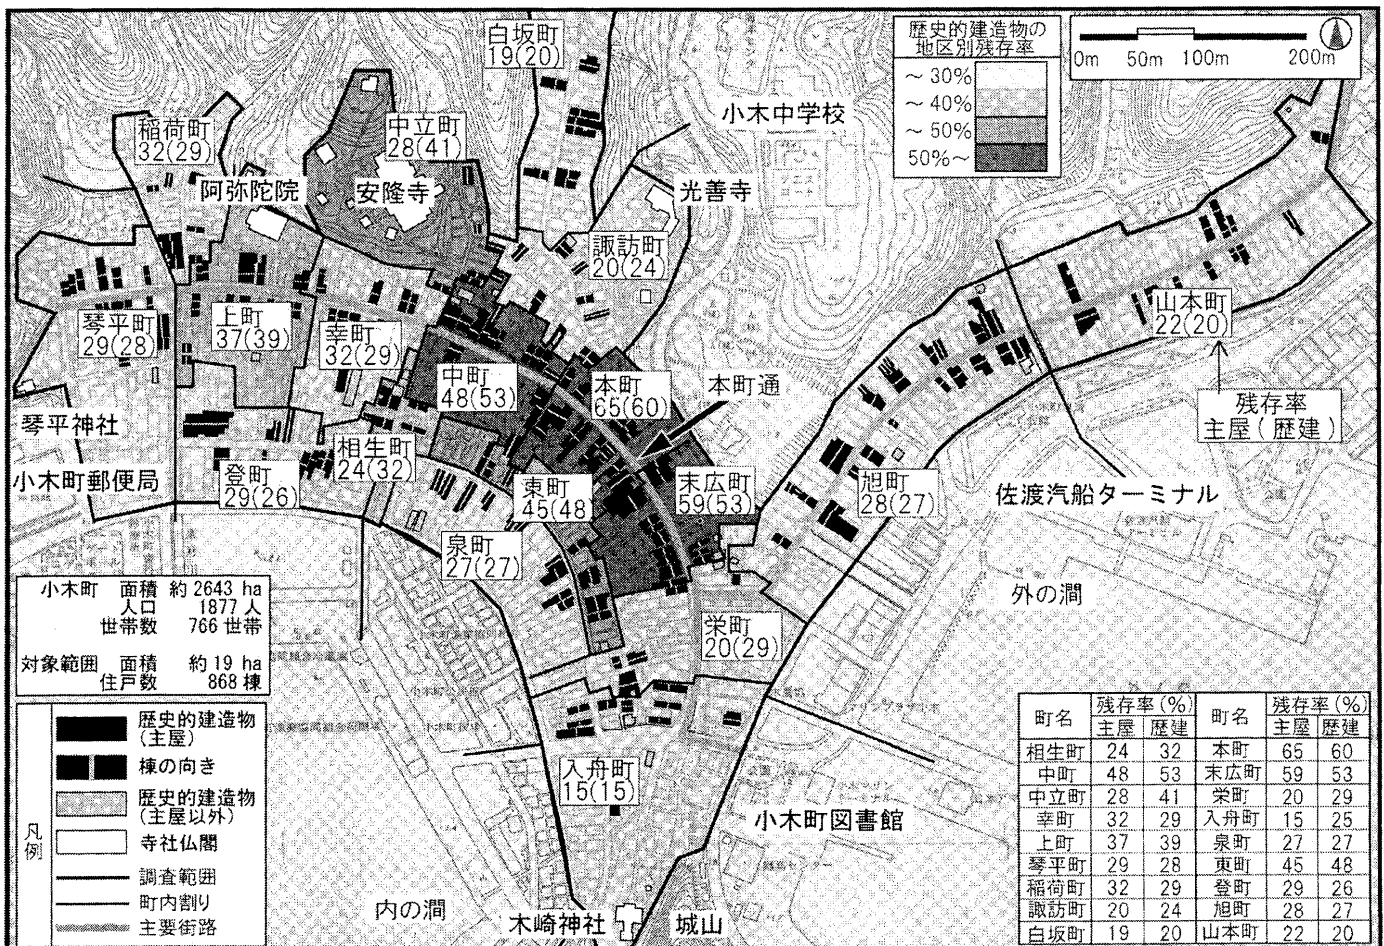 白坂町
19(20)
歴史的建造物の
地区別残存率
～ 30%
～ 40%
～ 50%
50%～
0m 50m 100m 200m
稲荷町
32(29)
中立町
28(41)
小木中学校
阿弥陀院
安隆寺
光善寺
諏訪町
20(24)
琴平町
29(28)
上町
37(39)
幸町
32(29)
中町
48(53)
本町
65(60)
本町通
山本町
22(20)
残存率
主屋(歴建)
琴平神社
小木町郵便局
登町
29(26)
相生町
24(32)
東町
45(48
末広町
59(53)
旭町
28(27)
佐渡汽船ターミナル
泉町
27(27)
外の澗
栄町
20(29)
小木町 面積 約2643 ha
人口 1877 人
世帯数 766 世帯
対象範囲 面積 約19 ha
住戸数 868 棟
入舟町
15(15)
小木町図書館
内の澗
木崎神社
城山
凡例
歴史的建造物
(主屋)
棟の向き
歴史的建造物
(主屋以外)
寺社仏閣
調査範囲
町内割り
主要街路
町名 残存率(%) 町名 残存率(%)
主屋 歴建 主屋 歴建
相生町 24 32 本町 65 60
中町 48 53 末広町 59 53
中立町 28 41 栄町 20 29
幸町 32 29 入舟町 15 25
上町 37 39 泉町 27 27
琴平町 29 28 東町 45 48
稲荷町 32 29 登町 29 26
諏訪町 20 24 旭町 28 27
白坂町 19 20 山本町 22 20